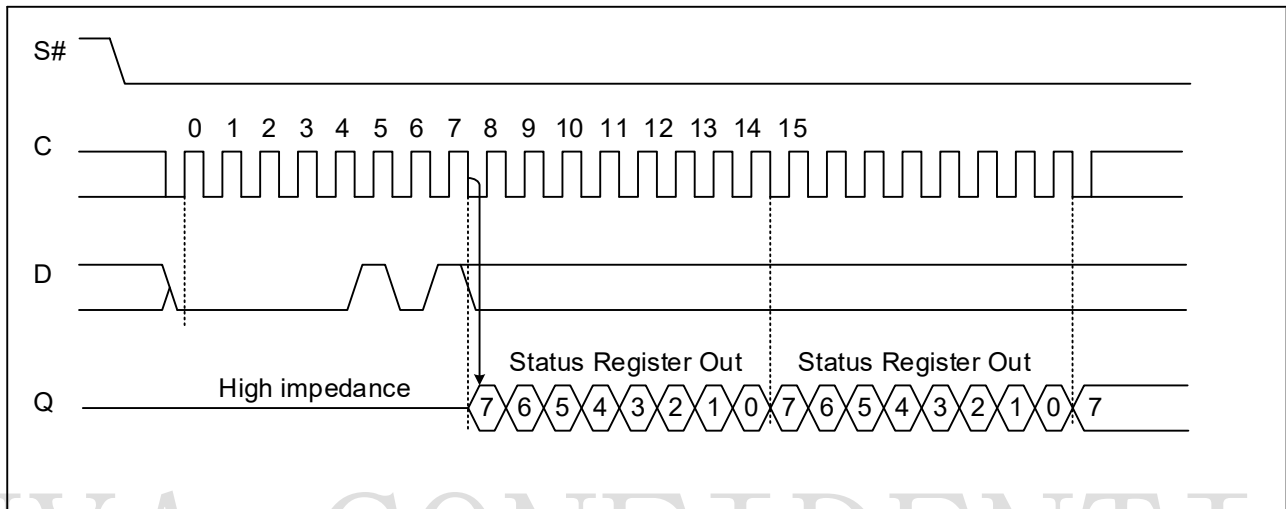 S#
0 1 2 3 4 5 6 7 8 9 10 11 12 13 14 15
C
D
Status Register Out Status Register Out
High impedance
Q
7 6 5 4 3 2 1 0 7 6 5 4 3 2 1 0 7
CONFIDENTI